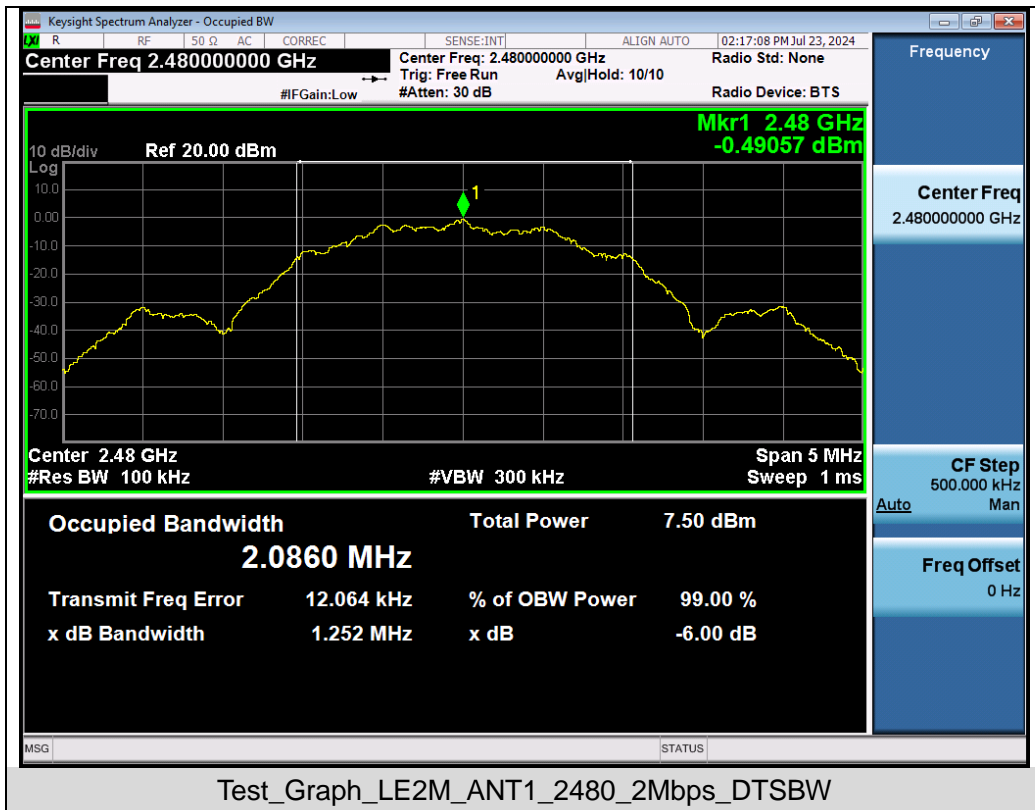 Keysight Spectrum Analyzer - Occupied BW
LXI R RF 50 Ω AC CORREC SENSE:INT ALIGN AUTO 02:17:08 PM Jul 23, 2024
Center Freq 2.480000000 GHz
Center Freq: 2.480000000 GHz Radio Std: None
Trig: Free Run Avg|Hold: 10/10
#IFGain:Low #Atten: 30 dB Radio Device: BTS
Frequency
Mkr1 2.48 GHz
10 dB/div Ref 20.00 dBm -0.49057 dBm
Log
10.0
1
0.00
-10.0
-20.0
-30.0
-40.0
-50.0
-60.0
-70.0
Center 2.48 GHz Span 5 MHz
#Res BW 100 kHz #VBW 300 kHz Sweep 1 ms
Center Freq
2.480000000 GHz
CF Step
500.000 kHz
Auto Man
Freq Offset
0 Hz
Occupied Bandwidth Total Power 7.50 dBm
2.0860 MHz
Transmit Freq Error 12.064 kHz % of OBW Power 99.00 %
x dB Bandwidth 1.252 MHz x dB -6.00 dB
MSG STATUS
Test_Graph_LE2M_ANT1_2480_2Mbps_DTSBW